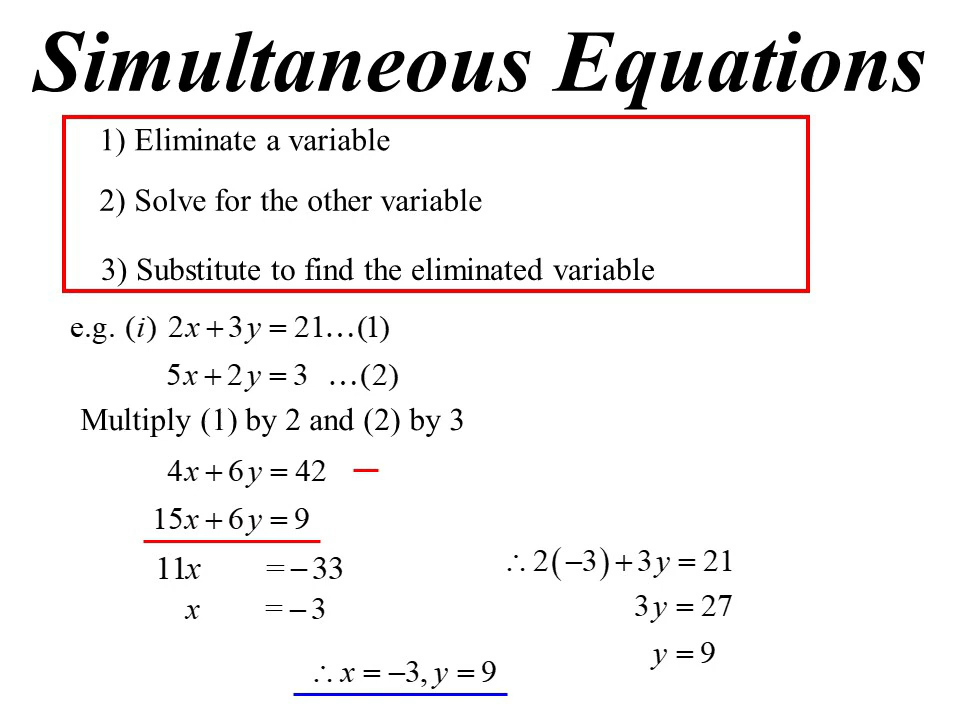 Simultaneous Equations
1) Eliminate a variable
2) Solve for the other variable
3) Substitute to find the eliminated variable
e.g. (i) 2x + 3y = 21…(1)
5x + 2y = 3 …(2)
Multiply (1) by 2 and (2) by 3
4x + 6y = 42 –
15x + 6y = 9
11x = −33
x = −3
∴ 2(−3) + 3y = 21
3y = 27
y = 9
∴ x = −3, y = 9